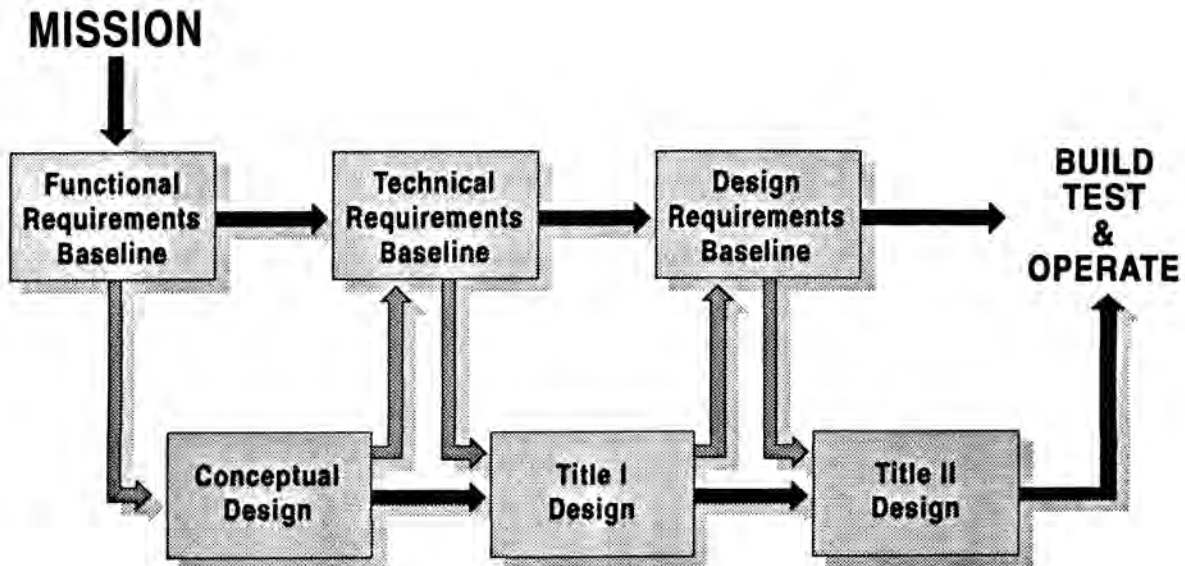 MISSION
Functional
Requirements
Baseline
Technical
Requirements
Baseline
Design
Requirements
Baseline
BUILD
TEST
&
OPERATE
Conceptual
Design
Title I
Design
Title II
Design